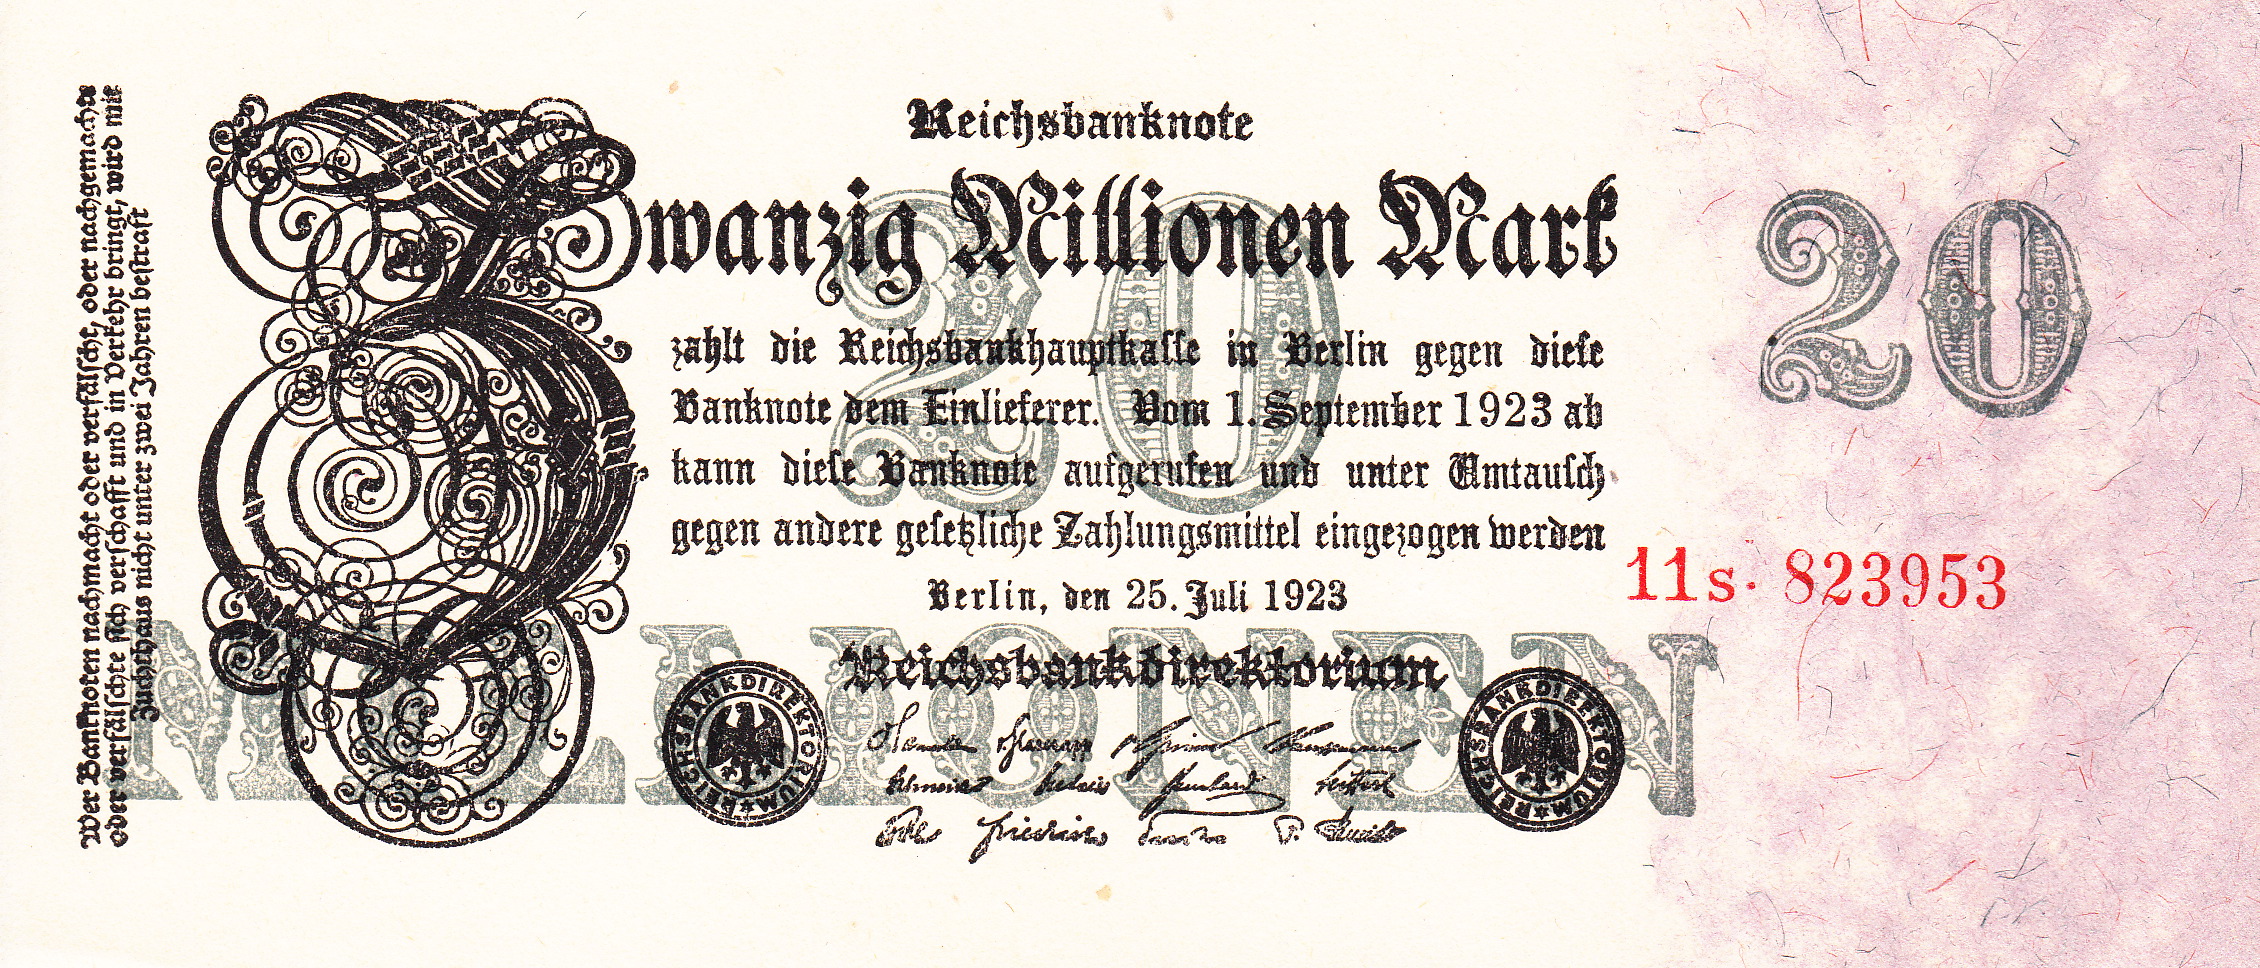 Reichsbanknote
Zwanzig Millionen Mark
20
20
zahlt die Reichsbankhauptkasse in Berlin gegen diese
Banknote dem Einlieferer. Vom 1. September 1923 ab
kann diese Banknote aufgerufen und unter Umtausch
gegen andere gesetzliche Zahlungsmittel eingezogen werden
11s· 823953
Berlin, den 25. Juli 1923
MILLIONEN
Reichsbankdirektorium
REICHSBANKDIREKTORIUM
REICHSBANKDIREKTORIUM
Wer Banknoten nachmacht oder verfälscht, oder nachgemachte
oder verfälschte sich verschafft und in Verkehr bringt, wird mit
Zuchthaus nicht unter zwei Jahren bestraft